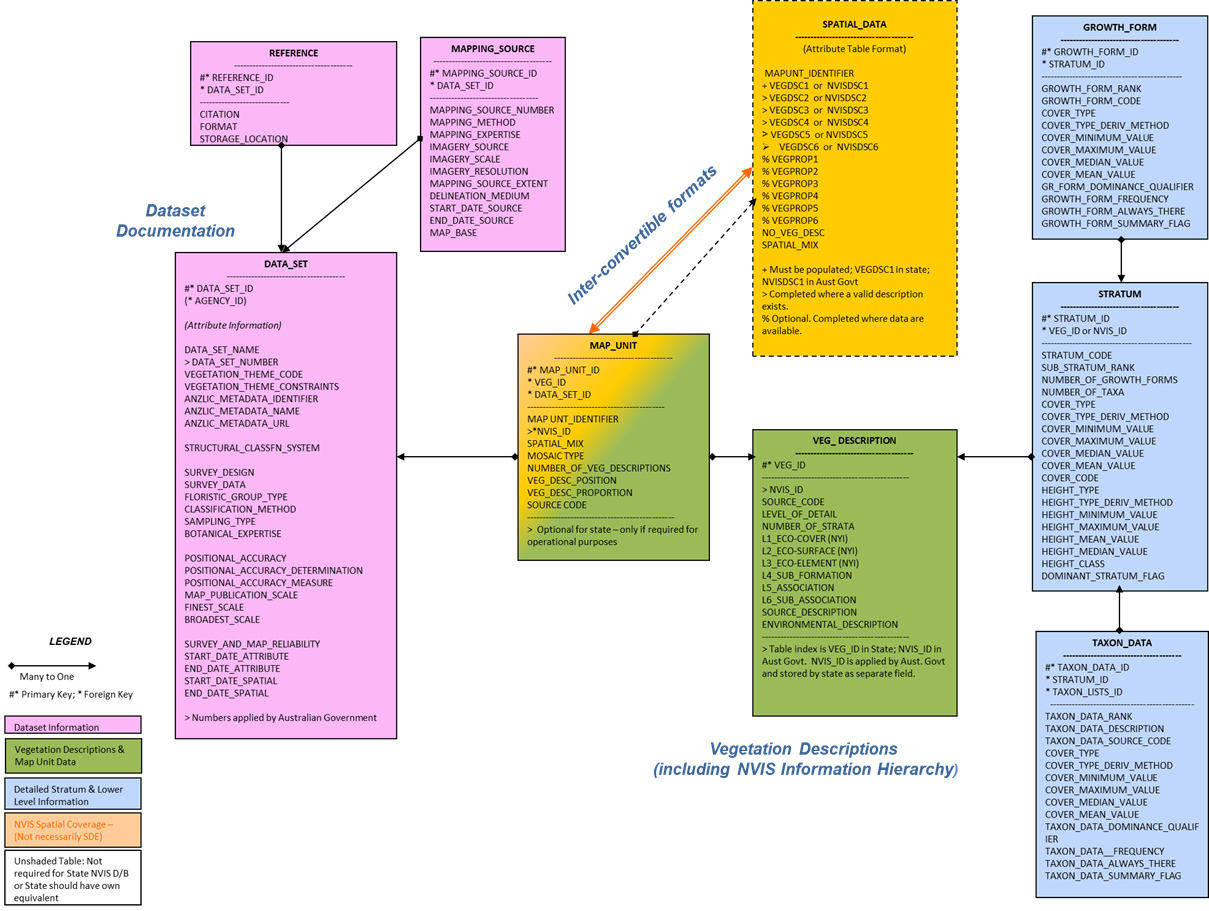 REFERENCE
#* REFERENCE_ID
* DATA_SET_ID
CITATION
FORMAT
STORAGE_LOCATION
MAPPING_SOURCE
#* MAPPING_SOURCE_ID
* DATA_SET_ID
MAPPING_SOURCE_NUMBER
MAPPING_METHOD
MAPPING_EXPERTISE
IMAGERY_SOURCE
IMAGERY_SCALE
IMAGERY_RESOLUTION
MAPPING_SOURCE_EXTENT
DELINEATION_MEDIUM
START_DATE_SOURCE
END_DATE_SOURCE
MAP_BASE
Dataset
Documentation
DATA_SET
#* DATA_SET_ID
(* AGENCY_ID)
(Attribute Information)
DATA_SET_NAME
> DATA_SET_NUMBER
VEGETATION_THEME_CODE
VEGETATION_THEME_CONSTRAINTS
ANZLIC_METADATA_IDENTIFIER
ANZLIC_METADATA_NAME
ANZLIC_METADATA_URL
STRUCTURAL_CLASSFN_SYSTEM
SURVEY_DESIGN
SURVEY_DATA
FLORISTIC_GROUP_TYPE
CLASSIFICATION_METHOD
SAMPLING_TYPE
BOTANICAL_EXPERTISE
POSITIONAL_ACCURACY
POSITIONAL_ACCURACY_DETERMINATION
POSITIONAL_ACCURACY_MEASURE
MAP_PUBLICATION_SCALE
FINEST_SCALE
BROADEST_SCALE
SURVEY_AND_MAP_RELIABILITY
START_DATE_ATTRIBUTE
END_DATE_ATTRIBUTE
START_DATE_SPATIAL
END_DATE_SPATIAL
> Numbers applied by Australian Government
Inter-convertible formats
SPATIAL_DATA
(Attribute Table Format)
MAPUNT_IDENTIFIER
+ VEGDSC1 or NVISDSC1
> VEGDSC2 or NVISDSC2
> VEGDSC3 or NVISDSC3
> VEGDSC4 or NVISDSC4
> VEGDSC5 or NVISDSC5
➢ VEGDSC6 or NVISDSC6
% VEGPROP1
% VEGPROP2
% VEGPROP3
% VEGPROP4
% VEGPROP5
% VEGPROP6
NO_VEG_DESC
SPATIAL_MIX
+ Must be populated; VEGDSC1 in state;
NVISDSC1 in Aust Govt
> Completed where a valid description
exists.
% Optional. Completed where data are
available.
MAP_UNIT
#* MAP_UNIT_ID
* VEG_ID
* DATA_SET_ID
MAP UNT_IDENTIFIER
>*NVIS_ID
SPATIAL_MIX
MOSAIC TYPE
NUMBER_OF_VEG_DESCRIPTIONS
VEG_DESC_POSITION
VEG_DESC_PROPORTION
SOURCE CODE
> Optional for state – only if required for
operational purposes
VEG_ DESCRIPTION
#* VEG_ID
> NVIS_ID
SOURCE_CODE
LEVEL_OF_DETAIL
NUMBER_OF_STRATA
L1_ECO-COVER (NYI)
L2_ECO-SURFACE (NYI)
L3_ECO-ELEMENT (NYI)
L4_SUB_FORMATION
L5_ASSOCIATION
L6_SUB_ASSOCIATION
SOURCE_DESCRIPTION
ENVIRONMENTAL_DESCRIPTION
> Table index is VEG_ID in State; NVIS_ID in
Aust Govt. NVIS_ID is applied by Aust. Govt
and stored by state as separate field.
Vegetation Descriptions
(including NVIS Information Hierarchy)
GROWTH_FORM
#* GROWTH_FORM_ID
* STRATUM_ID
GROWTH_FORM_RANK
GROWTH_FORM_CODE
COVER_TYPE
COVER_TYPE_DERIV_METHOD
COVER_MINIMUM_VALUE
COVER_MAXIMUM_VALUE
COVER_MEDIAN_VALUE
COVER_MEAN_VALUE
GR_FORM_DOMINANCE_QUALIFIER
GROWTH_FORM_FREQUENCY
GROWTH_FORM_ALWAYS_THERE
GROWTH_FORM_SUMMARY_FLAG
STRATUM
#* STRATUM_ID
* VEG_ID or NVIS_ID
STRATUM_CODE
SUB_STRATUM_RANK
NUMBER_OF_GROWTH_FORMS
NUMBER_OF_TAXA
COVER_TYPE
COVER_TYPE_DERIV_METHOD
COVER_MINIMUM_VALUE
COVER_MAXIMUM_VALUE
COVER_MEDIAN_VALUE
COVER_MEAN_VALUE
COVER_CODE
HEIGHT_TYPE
HEIGHT_TYPE_DERIV_METHOD
HEIGHT_MINIMUM_VALUE
HEIGHT_MAXIMUM_VALUE
HEIGHT_MEAN_VALUE
HEIGHT_MEDIAN_VALUE
HEIGHT_CLASS
DOMINANT_STRATUM_FLAG
TAXON_DATA
#* TAXON_DATA_ID
* STRATUM_ID
* TAXON_LISTS_ID
TAXON_DATA_RANK
TAXON_DATA_DESCRIPTION
TAXON_DATA_SOURCE_CODE
COVER_TYPE
COVER_TYPE_DERIV_METHOD
COVER_MINIMUM_VALUE
COVER_MAXIMUM_VALUE
COVER_MEDIAN_VALUE
COVER_MEAN_VALUE
TAXON_DATA_DOMINANCE_QUALIF
IER
TAXON_DATA__FREQUENCY
TAXON_DATA_ALWAYS_THERE
TAXON_DATA_SUMMARY_FLAG
LEGEND
Many to One
#* Primary Key; * Foreign Key
Dataset Information
Vegetation Descriptions &
Map Unit Data
Detailed Stratum & Lower
Level Information
NVIS Spatial Coverage –
(Not necessarily SDE)
Unshaded Table: Not
required for State NVIS D/B
or State should have own
equivalent